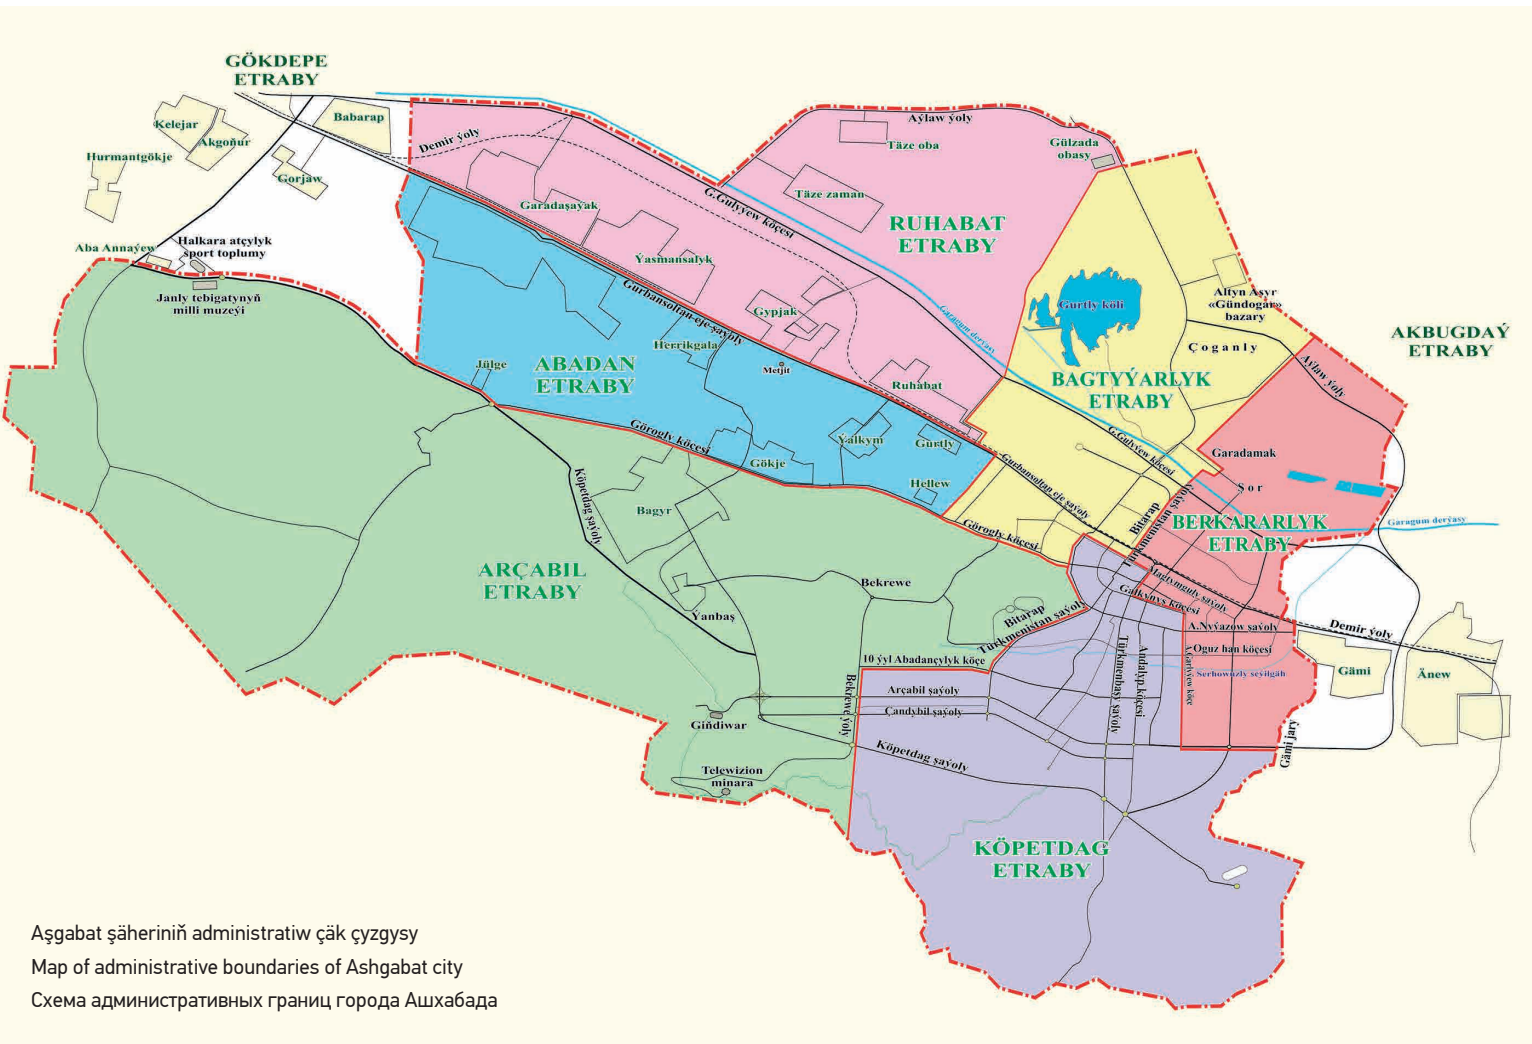 GÖKDEPE
ETRABY
Kelejar
Akgoňur
Babarap
Hurmantgökje
Gorjaw
Aba Annaýew
Halkara atçylyk
sport toplumy
Janly tebigatynyň
milli muzeýi
Demir ýoly
Garadaşaýak
Ýasmansalyk
G.Gulyýew köçesi
Aýlaw ýoly
Täze oba
Täze zaman
Gülzada
obasy
RUHABAT
ETRABY
Gypjak
Gurbansoltan-eje şaýoly
Garagum derýasy
Ruhabat
Metjit
Herrikgala
Jülge
ABADAN
ETRABY
Görogly köçesi
Gökje
Ýalkym
Gurtly
Hellew
Gurtly köli
Altyn Asyr
«Gündogar»
bazary
Çoganly
BAGTYÝARLYK
ETRABY
G.Gulyýew köçesi
Gurbansoltan eje şaýoly
Görogly köçesi
Bitarap
Türkmenistan şaýoly
AKBUGDAÝ
ETRABY
Aýlaw ýoly
Garadamak
Şor
BERKARARLYK
ETRABY
Garagum derýasy
Magtymguly şaýoly
Galkynyş köçesi
A.Nyýazow şaýoly
Oguz han köçesi
Serhowuzly seýilgäh
Demir ýoly
Gämi
Änew
Gämi jary
Köpetdag şaýoly
Bagyr
ARÇABIL
ETRABY
Ýanbaş
Bekrewe
Bitarap
Türkmenistan şaýoly
10 ýyl Abadançylyk köçe
Arçabil şaýoly
Çandybil şaýoly
Bekrewe ýoly
Türkmenbaşy şaýoly
Andalyp köçesi
Giňdiwar
Telewizion
minara
Köpetdag şaýoly
KÖPETDAG
ETRABY
Aşgabat şäheriniň administratiw çäk çyzgysy
Map of administrative boundaries of Ashgabat city
Схема административных границ города Ашхабада